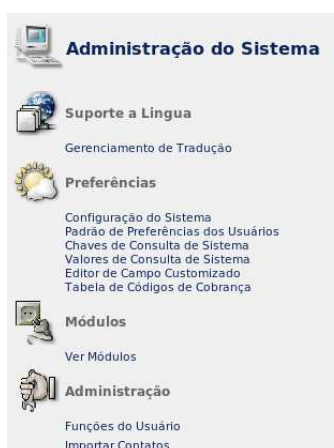 Administração do Sistema
Suporte a Lingua
Gerenciamento de Tradução
Preferências
Configuração do Sistema
Padrão de Preferências dos Usuários
Chaves de Consulta de Sistema
Valores de Consulta de Sistema
Editor de Campo Customizado
Tabela de Códigos de Cobrança
Módulos
Ver Módulos
Administração
Funções do Usuário
Importar Contatos